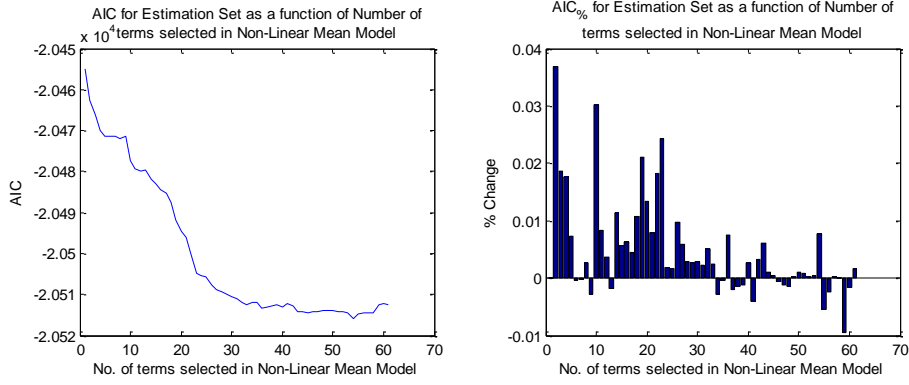 AIC for Estimation Set as a function of Number of
x 10^4 terms selected in Non-Linear Mean Model
-2.045
-2.046
-2.047
-2.048
-2.049
-2.05
-2.051
-2.052
AIC
0 10 20 30 40 50 60 70
No. of terms selected in Non-Linear Mean Model
AIC% for Estimation Set as a function of Number of
terms selected in Non-Linear Mean Model
0.04
0.03
0.02
0.01
0
-0.01
% Change
0 10 20 30 40 50 60 70
No. of terms selected in Non-Linear Mean Model